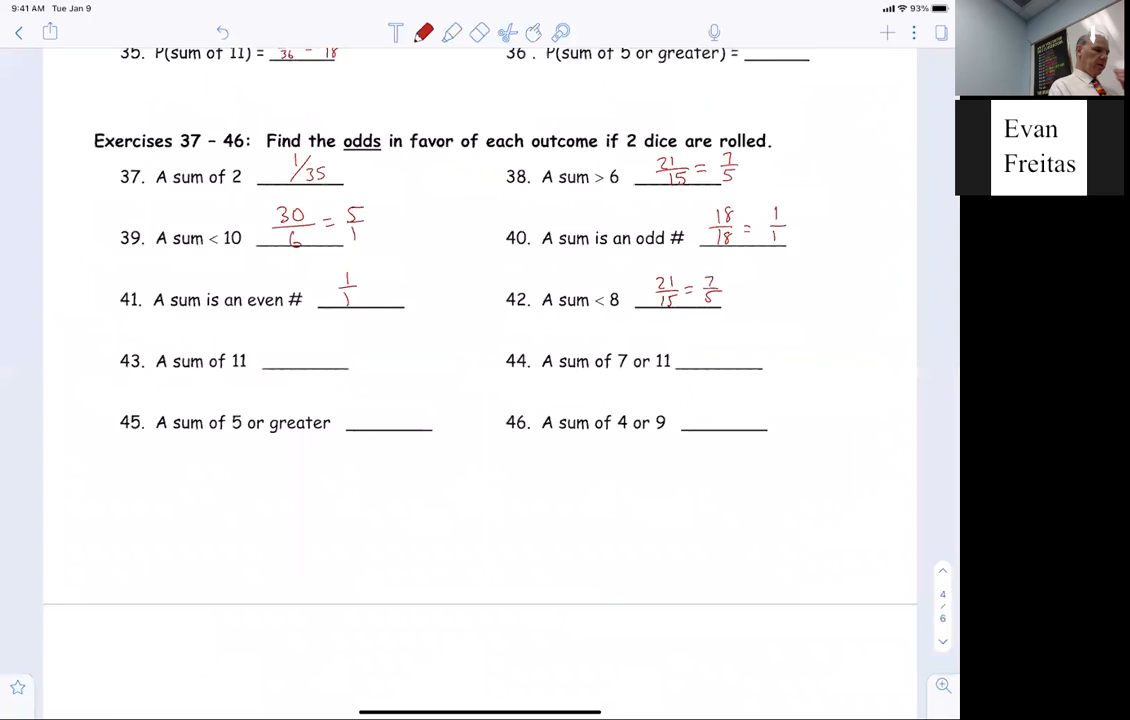 9:41 AM Tue Jan 9
93%
35. P(sum of 11) = 36 = 18
36 . P(sum of 5 or greater) =
Exercises 37 - 46: Find the odds in favor of each outcome if 2 dice are rolled.
37. A sum of 2 1/35
38. A sum > 6 21/15 = 7/5
39. A sum < 10 30/6 = 5/1
40. A sum is an odd # 18/18 = 1/1
41. A sum is an even # 1/1
42. A sum < 8 21/15 = 7/5
43. A sum of 11
44. A sum of 7 or 11
45. A sum of 5 or greater
46. A sum of 4 or 9
Evan
Freitas
4
/
6